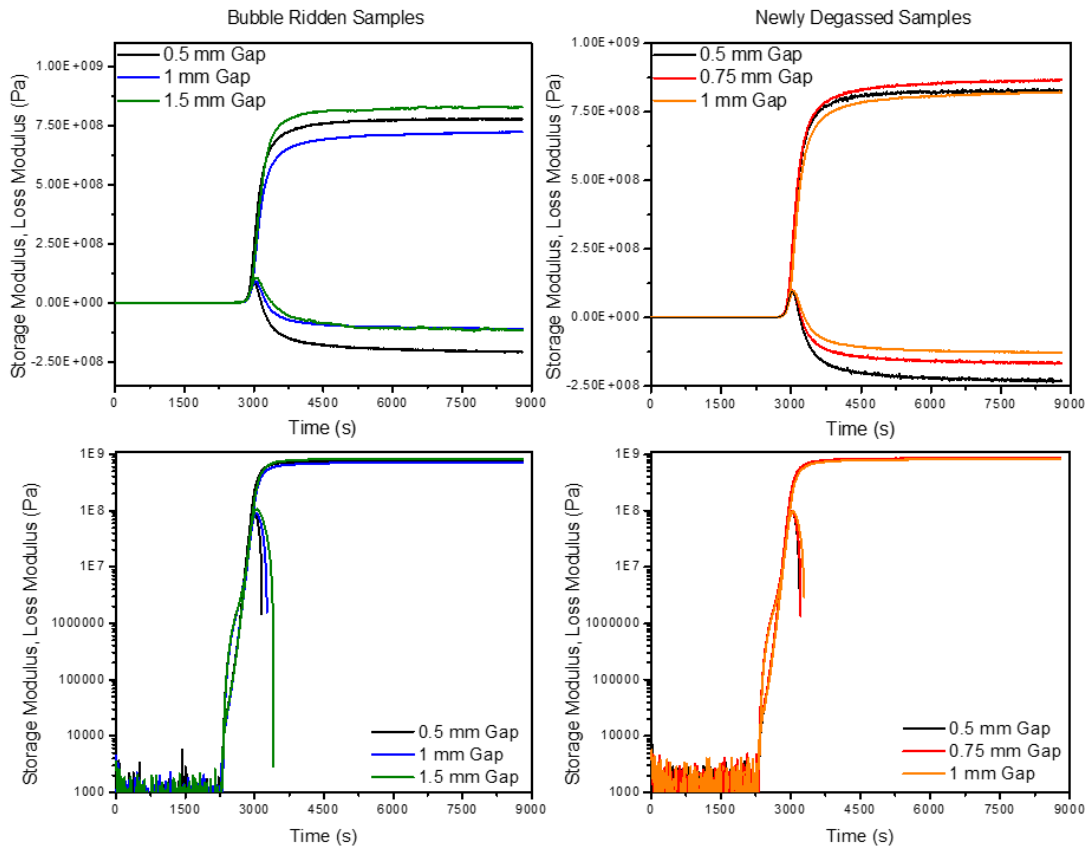 Bubble Ridden Samples
Storage Modulus, Loss Modulus (Pa)
0.5 mm Gap
1 mm Gap
1.5 mm Gap
1.00E +009
7.50E +008
5.00E +008
2.50E +008
0.00E +000
-2.50E +008
0 1500 3000 4500 6000 7500 9000
Time (s)
Newly Degassed Samples
Storage Modulus, Loss Modulus (Pa)
0.5 mm Gap
0.75 mm Gap
1 mm Gap
1.00E +009
7.50E +008
5.00E +008
2.50E +008
0.00E +000
-2.50E +008
0 1500 3000 4500 6000 7500 9000
Time (s)
Storage Modulus, Loss Modulus (Pa)
1E9
1E8
1E7
1000000
100000
10000
1000
0.5 mm Gap
1 mm Gap
1.5 mm Gap
0 1500 3000 4500 6000 7500 9000
Time (s)
Storage Modulus, Loss Modulus (Pa)
1E9
1E8
1E7
1000000
100000
10000
1000
0.5 mm Gap
0.75 mm Gap
1 mm Gap
0 1500 3000 4500 6000 7500 9000
Time (s)